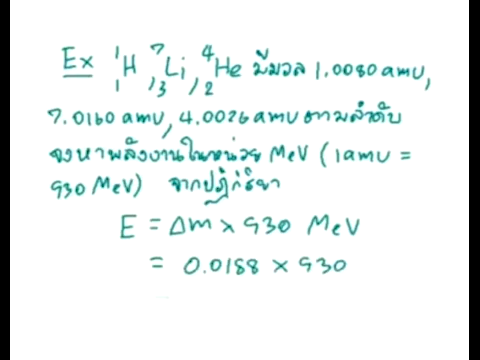 Ex ¹₁H, ⁷₃Li, ⁴₂He มีมวล 1.0080 amu,
7.0160 amu, 4.0026 amu ตามลำดับ
จงหาพลังงานในหน่วย MeV (1amu =
930 MeV) จากปฏิกิริยา
E = Δm × 930 MeV
= 0.0188 × 930